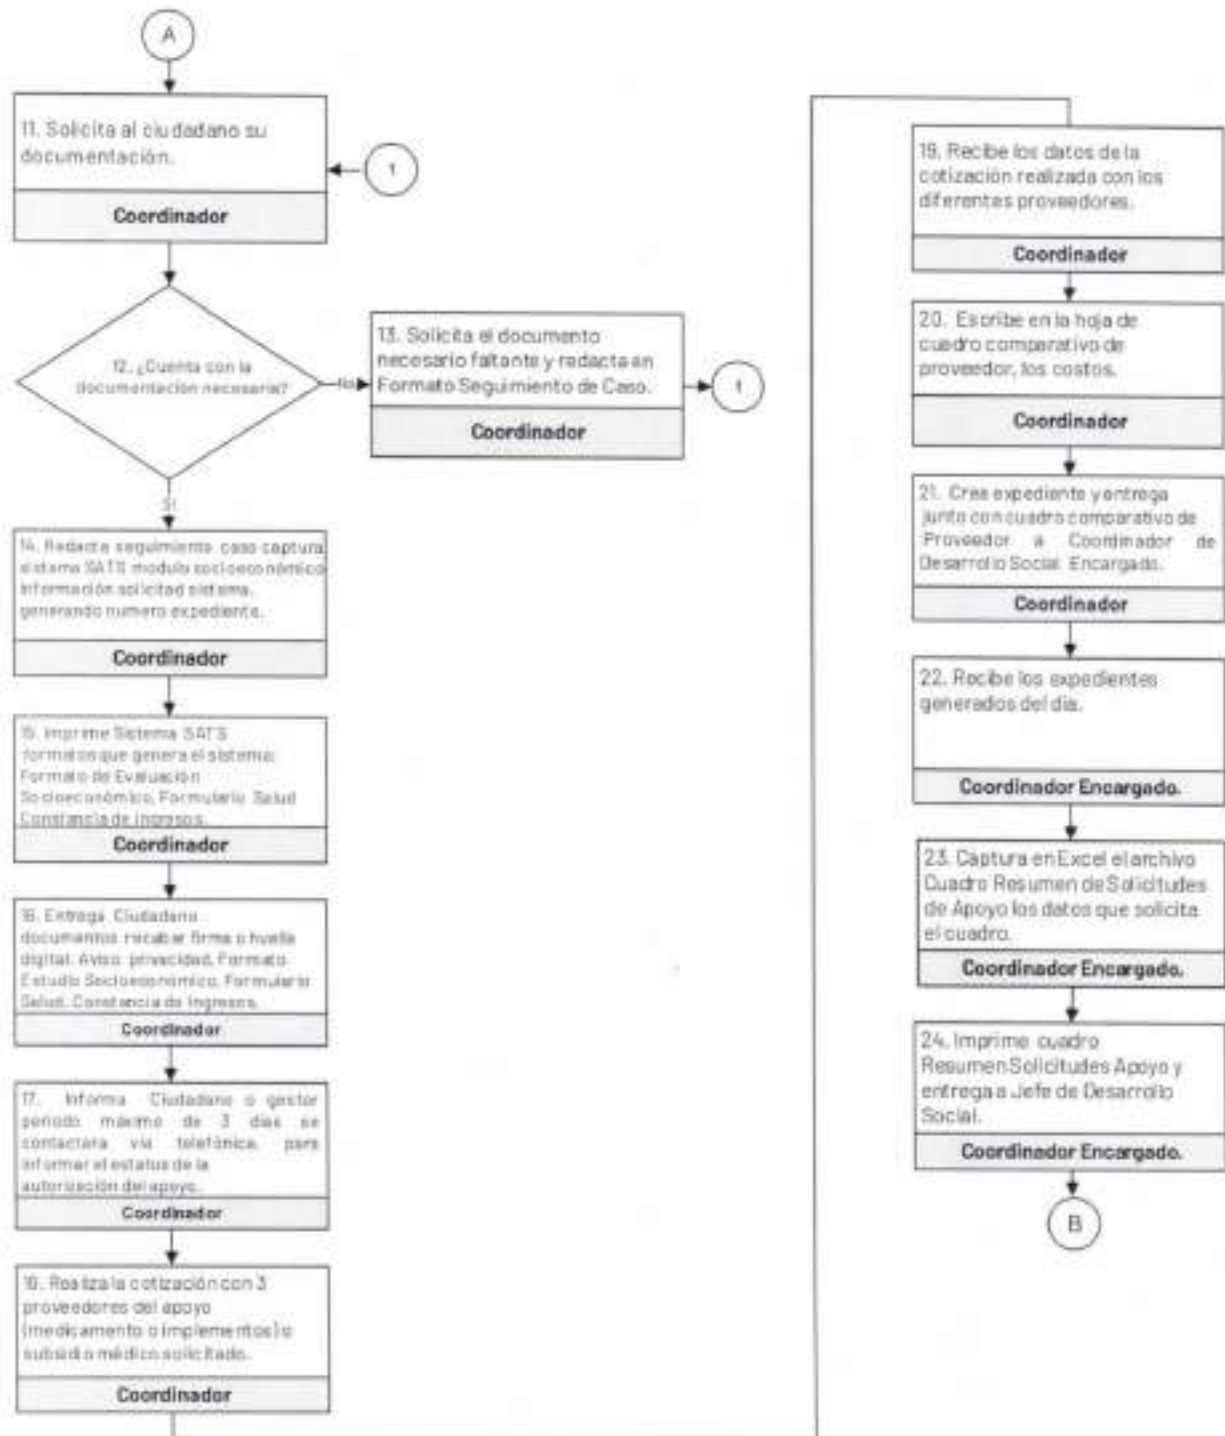 A
11. Solicita al ciudadano su
documentación.
1
Coordinador
12. ¿Cuenta con la
documentación necesaria?
No
13. Solicita el documento
necesario faltante y redacta en
Formato Seguimiento de Caso.
1
Coordinador
Si
14. Redacta seguimiento caso captura
sistema SATS modulo socioeconómico
información solicitad sistema,
generando numero expediente.
Coordinador
15. Imprime Sistema SATS
formatos que genera el sistema:
Formato de Evaluación
Socioeconómico, Formulario Salud
Constancia de ingresos.
Coordinador
16. Entrega Ciudadano
documentos recabar firma o huella
digital. Aviso privacidad, Formato
Estudio Socioeconómico, Formulario
Salud, Constancia de Ingresos.
Coordinador
17. Informa Ciudadano o gestor
periodo máximo de 3 días se
contactara vía telefónica, para
informar el estatus de la
autorización del apoyo.
Coordinador
18. Realiza la cotización con 3
proveedores del apoyo
(medicamento o implementos) o
subsidio médico solicitado.
Coordinador
19. Recibe los datos de la
cotización realizada con los
diferentes proveedores.
Coordinador
20. Escribe en la hoja de
cuadro comparativo de
proveedor, los costos.
Coordinador
21. Crea expediente y entrega
junto con cuadro comparativo de
Proveedor a Coordinador de
Desarrollo Social Encargado.
Coordinador
22. Recibe los expedientes
generados del día.
Coordinador Encargado.
23. Captura en Excel el archivo
Cuadro Resumen de Solicitudes
de Apoyo los datos que solicita
el cuadro.
Coordinador Encargado.
24. Imprime cuadro
Resumen Solicitudes Apoyo y
entrega a Jefe de Desarrollo
Social.
Coordinador Encargado.
B